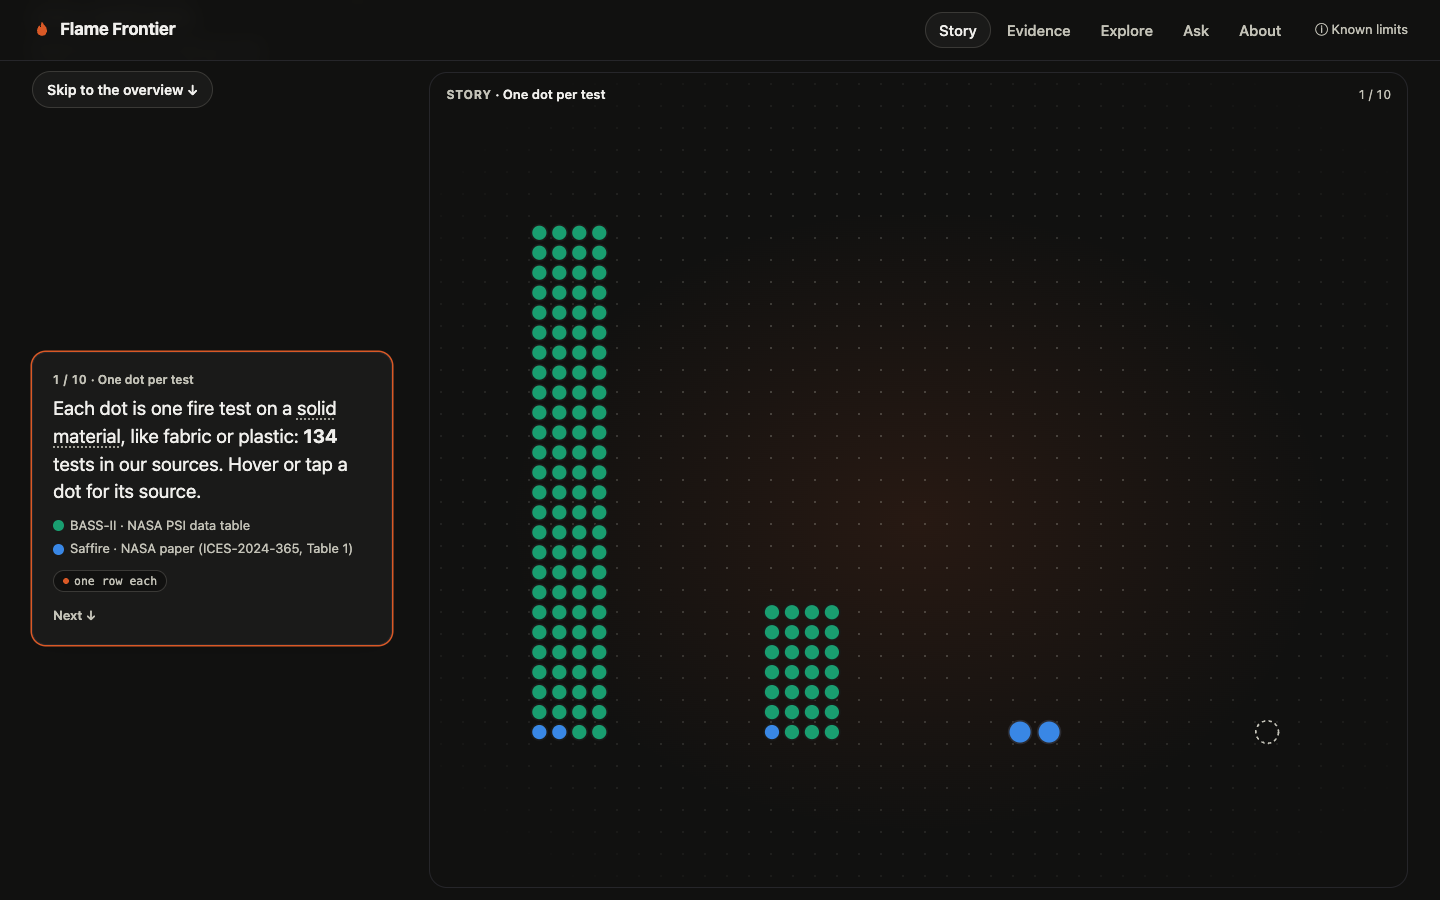 Flame Frontier
Story
Evidence
Explore
Ask
About
ⓘ Known limits
Skip to the overview ↓
STORY · One dot per test
1 / 10
1 / 10 · One dot per test
Each dot is one fire test on a solid
material, like fabric or plastic: 134
tests in our sources. Hover or tap a
dot for its source.
BASS-II · NASA PSI data table
Saffire · NASA paper (ICES-2024-365, Table 1)
one row each
Next ↓